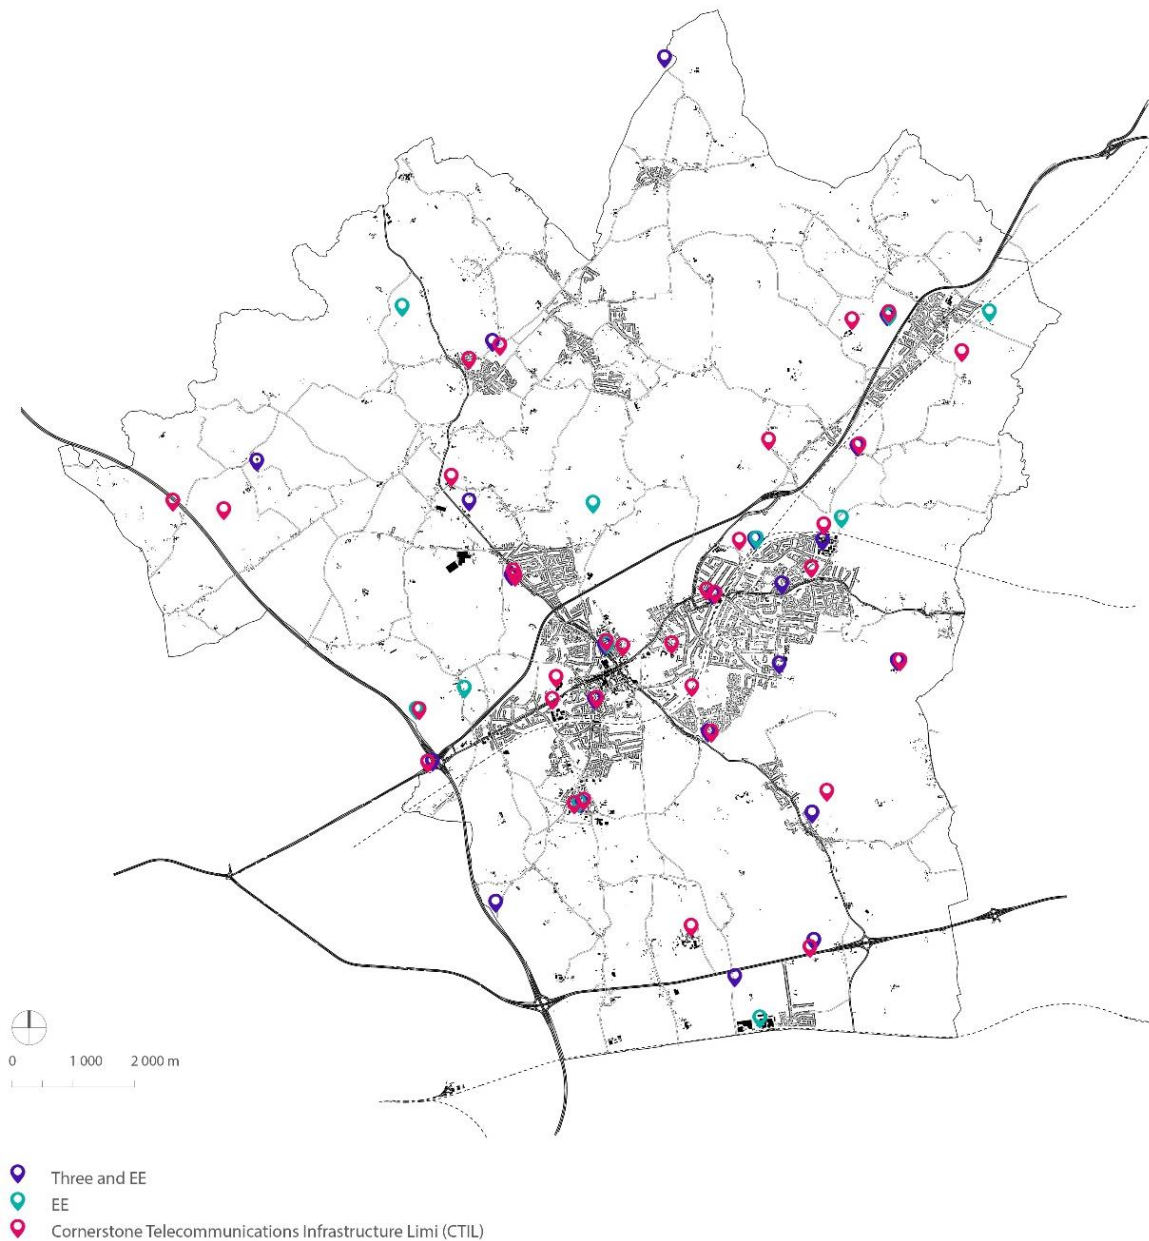 0 1 000 2 000 m
Three and EE
EE
Cornerstone Telecommunications Infrastructure Limi (CTIL)